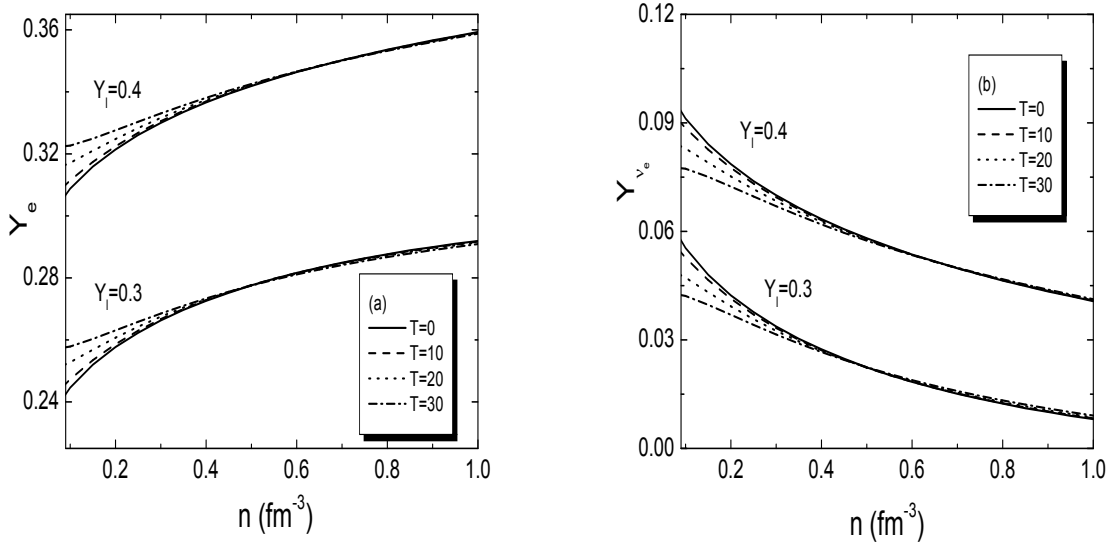 0.36
0.32
0.28
0.24
Y_e
Y_l=0.4
Y_l=0.3
(a)
T=0
T=10
T=20
T=30
0.2 0.4 0.6 0.8 1.0
n (fm^-3)
0.12
0.09
0.06
0.03
0.00
Y_ν_e
Y_l=0.4
Y_l=0.3
(b)
T=0
T=10
T=20
T=30
0.2 0.4 0.6 0.8 1.0
n (fm^-3)